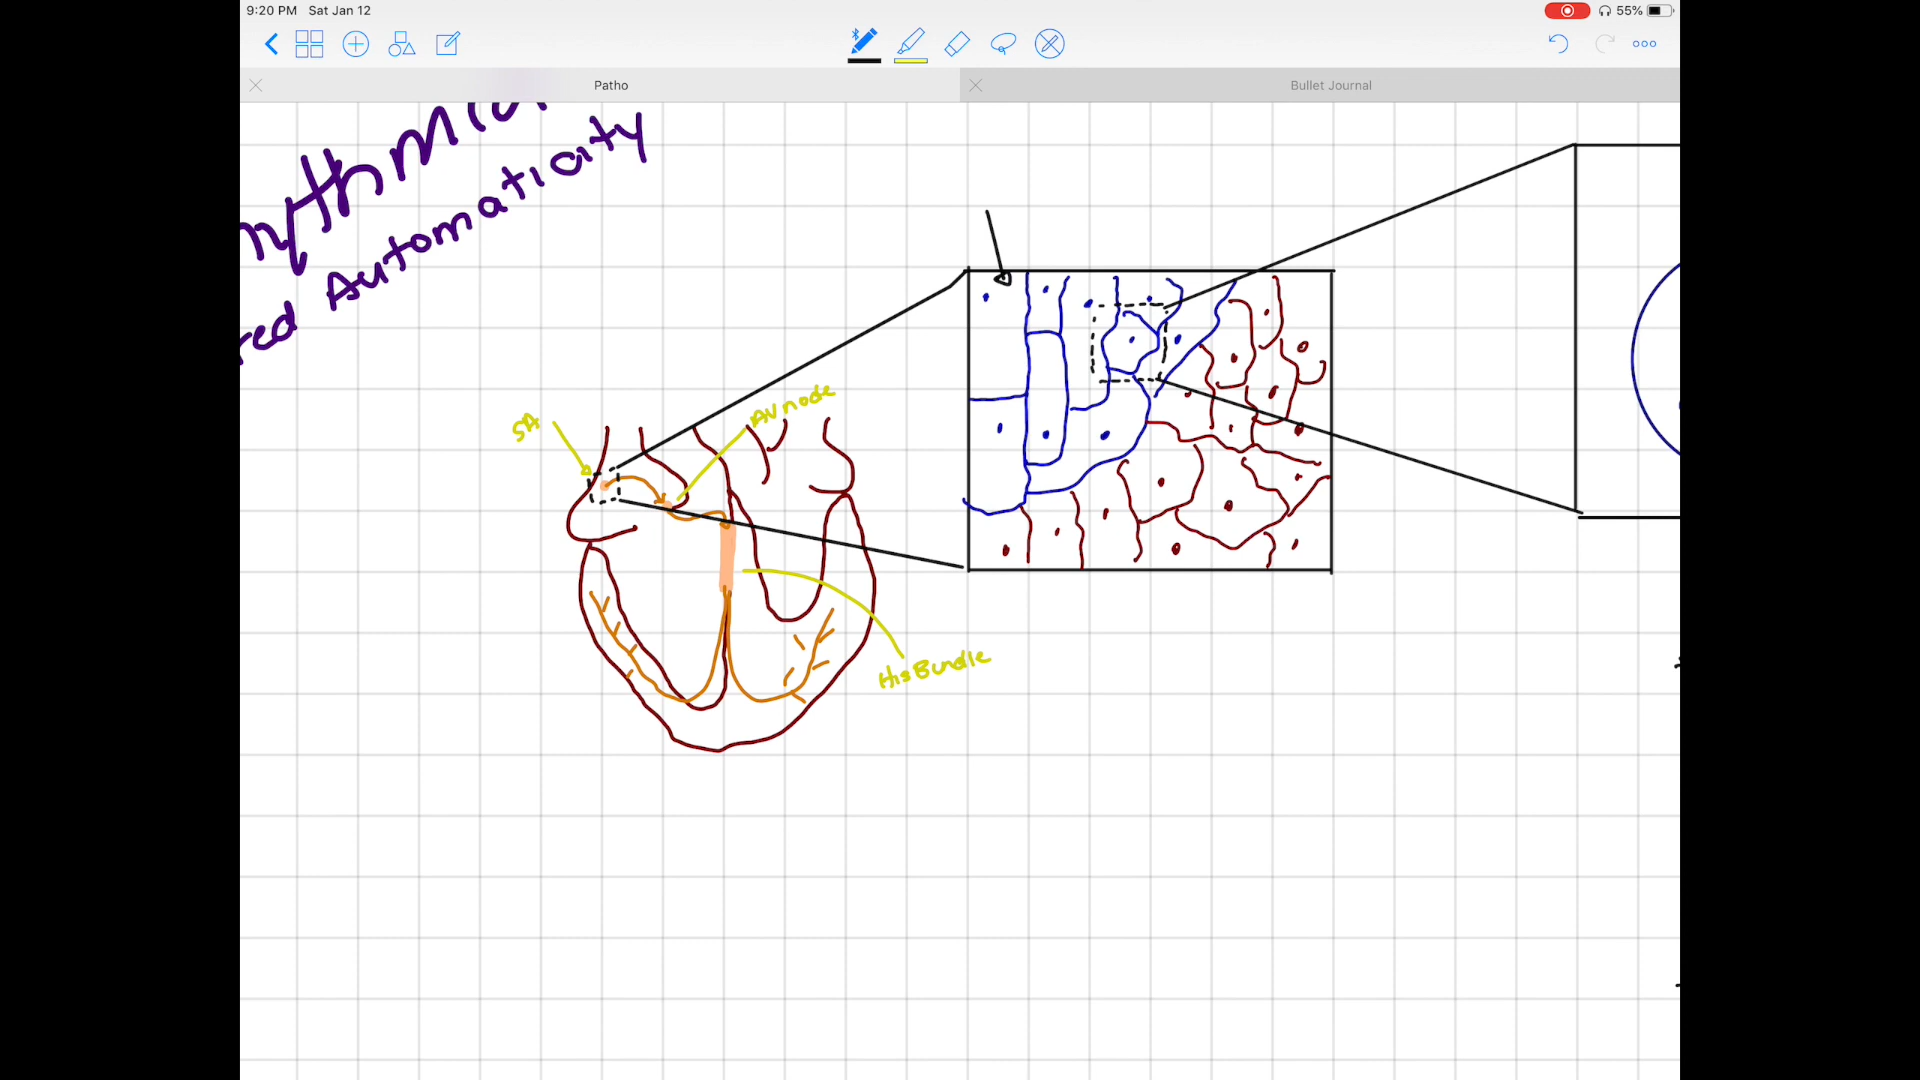 9:20 PM Sat Jan 12
55%
Patho
Bullet Journal
Automaticity
SA
AV node
His Bundle